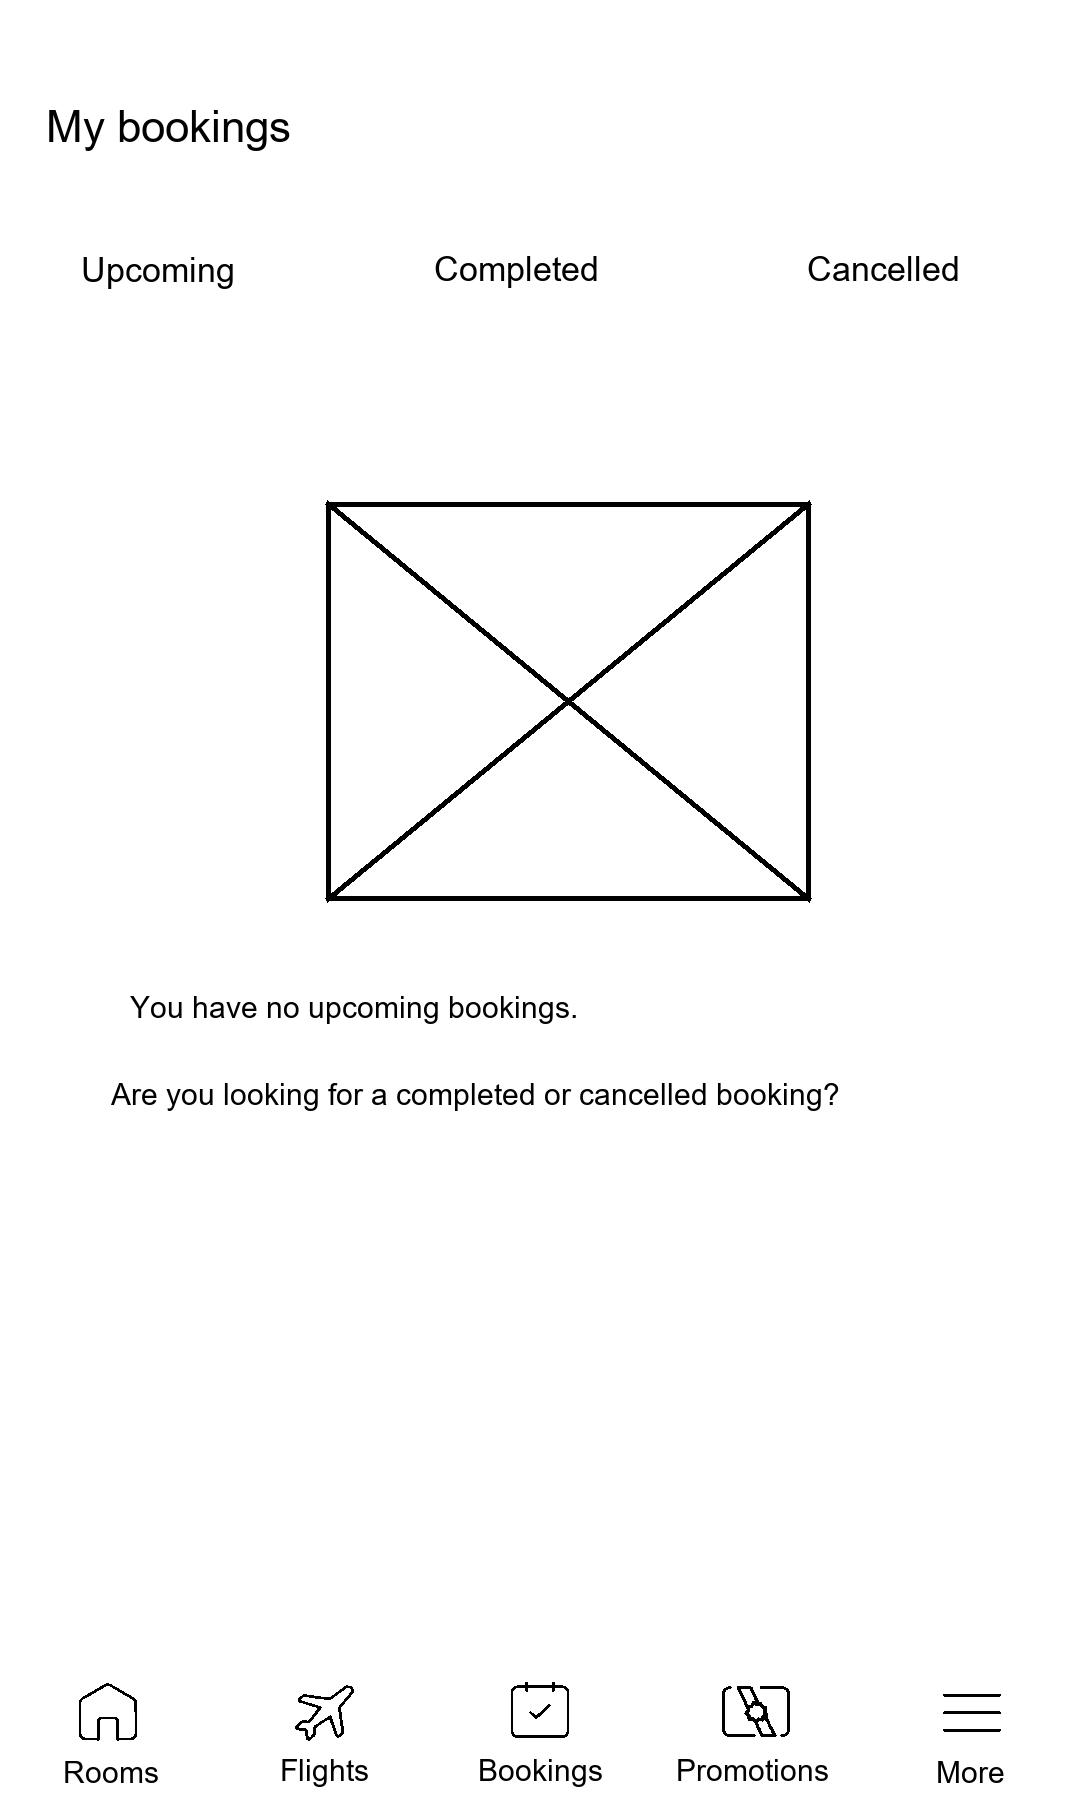 My bookings
Upcoming
Completed
Cancelled
You have no upcoming bookings.
Are you looking for a completed or cancelled booking?
Rooms
Flights
Bookings
Promotions
More